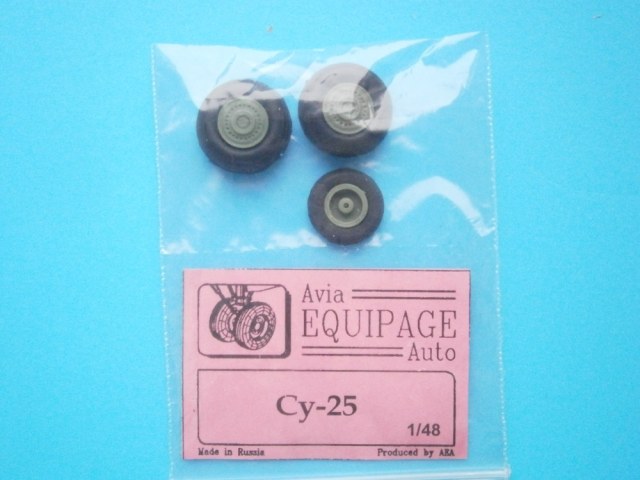 Avia
EQUIPAGE
Auto
Су-25
1/48
Made in Russia
Produced by AEA